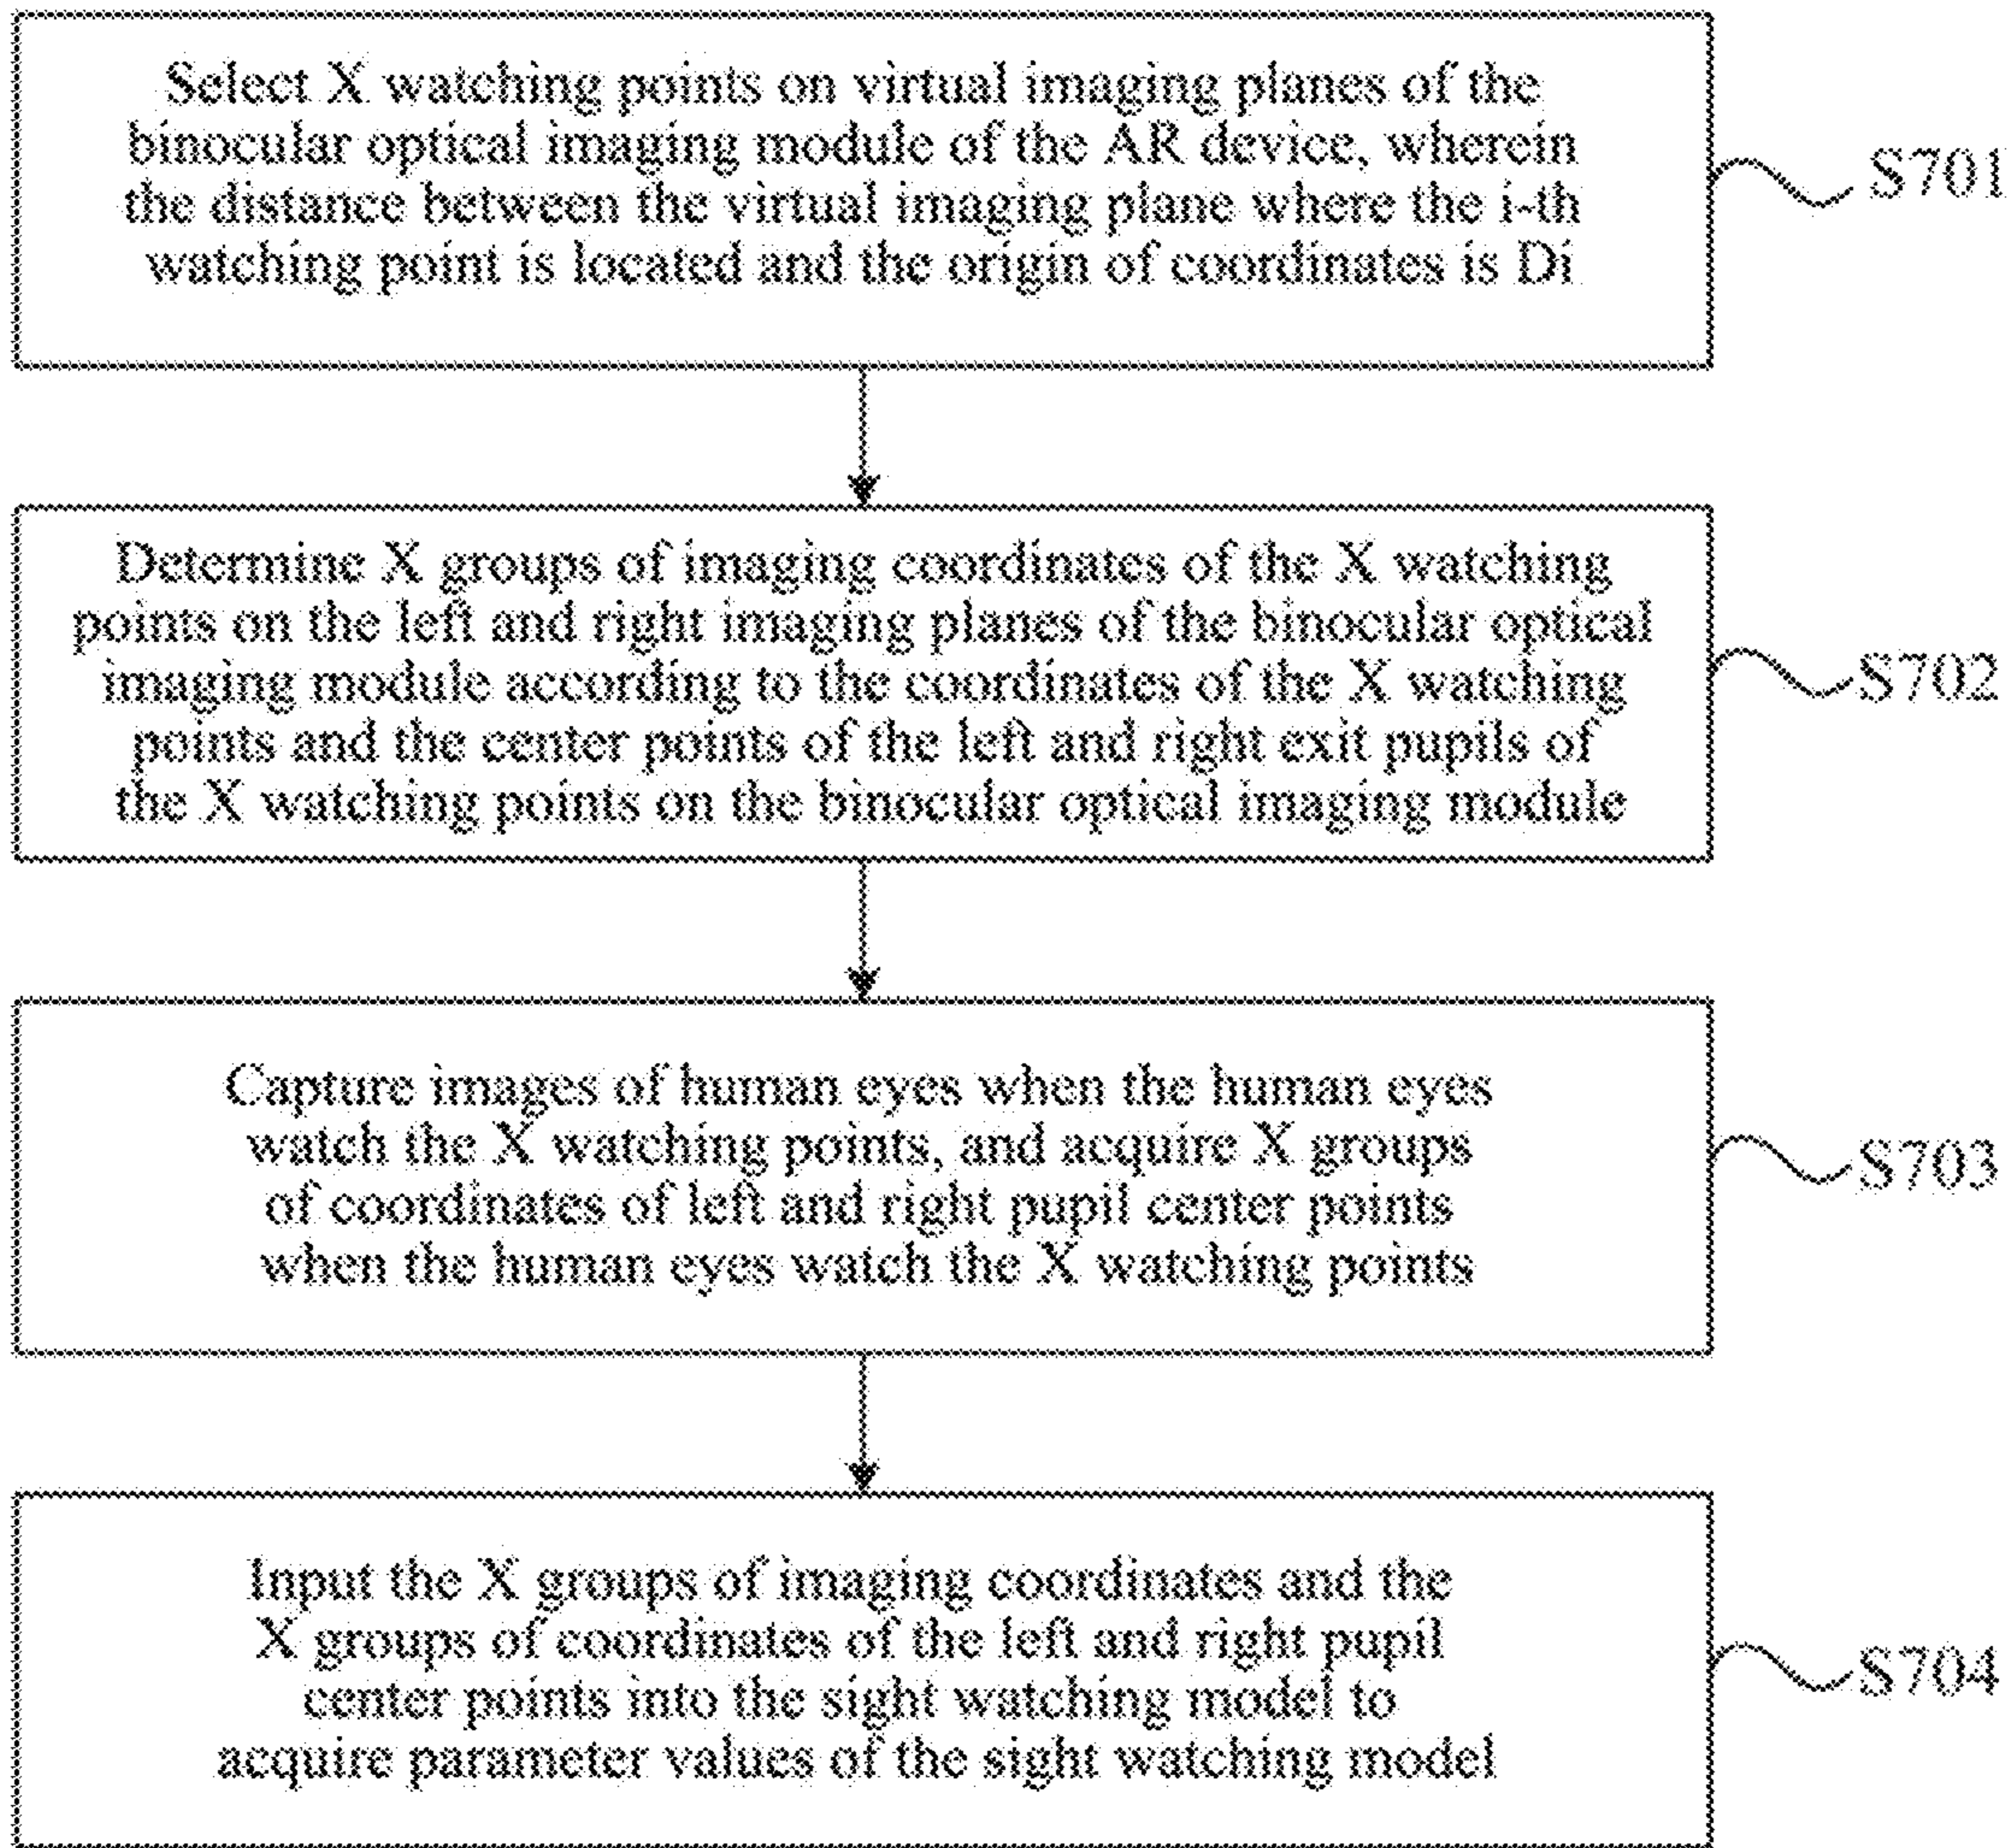 Select X watching points on virtual imaging planes of the
binocular optical imaging module of the AR device, wherein
the distance between the virtual imaging plane where the i-th
watching point is located and the origin of coordinates is Di
S701
Determine X groups of imaging coordinates of the X watching
points on the left and right imaging planes of the binocular optical
imaging module according to the coordinates of the X watching
points and the center points of the left and right exit pupils of
the X watching points on the binocular optical imaging module
S702
Capture images of human eyes when the human eyes
watch the X watching points, and acquire X groups
of coordinates of left and right pupil center points
when the human eyes watch the X watching points
S703
Input the X groups of imaging coordinates and the
X groups of coordinates of the left and right pupil
center points into the sight watching model to
acquire parameter values of the sight watching model
S704